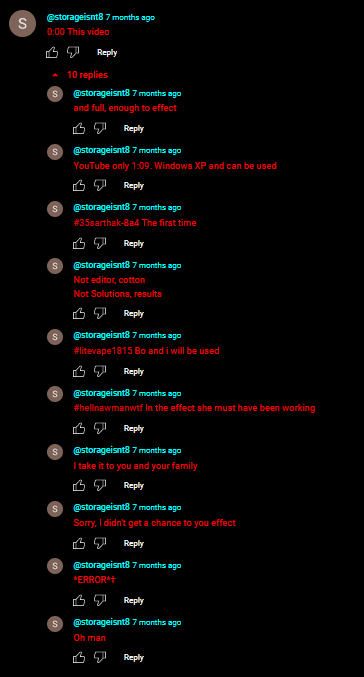 S
@storageisnt8 7 months ago
0:00 This video
Reply
10 replies
S
@storageisnt8 7 months ago
and full, enough to effect
Reply
S
@storageisnt8 7 months ago
YouTube only 1:09, Windows XP and can be used
Reply
S
@storageisnt8 7 months ago
#35sarthak-8a4 The first time
Reply
S
@storageisnt8 7 months ago
Not editor, cotton
Not Solutions, results
Reply
S
@storageisnt8 7 months ago
#litevape1815 Bo and i will be used
Reply
S
@storageisnt8 7 months ago
#hellnawmanwtf In the effect she must have been working
Reply
S
@storageisnt8 7 months ago
I take it to you and your family
Reply
S
@storageisnt8 7 months ago
Sorry, I didn't get a chance to you effect
Reply
S
@storageisnt8 7 months ago
*ERROR*†
Reply
S
@storageisnt8 7 months ago
Oh man
Reply